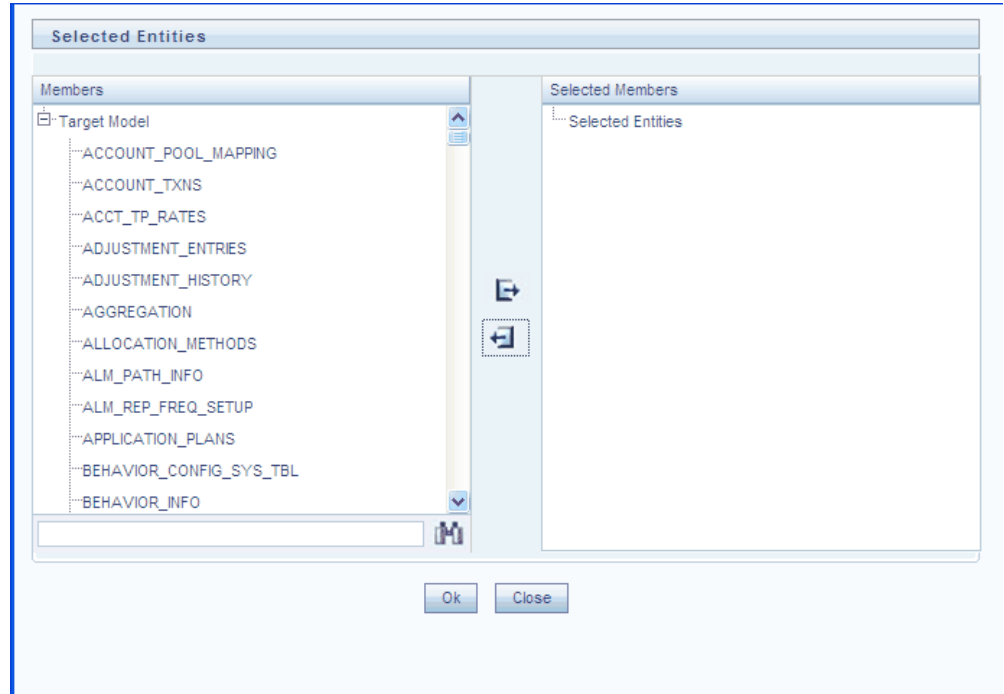 Selected Entities
Members
Target Model
ACCOUNT_POOL_MAPPING
ACCOUNT_TXNS
ACCT_TP_RATES
ADJUSTMENT_ENTRIES
ADJUSTMENT_HISTORY
AGGREGATION
ALLOCATION_METHODS
ALM_PATH_INFO
ALM_REP_FREQ_SETUP
APPLICATION_PLANS
BEHAVIOR_CONFIG_SYS_TBL
BEHAVIOR_INFO
Selected Members
Selected Entities
Ok
Close